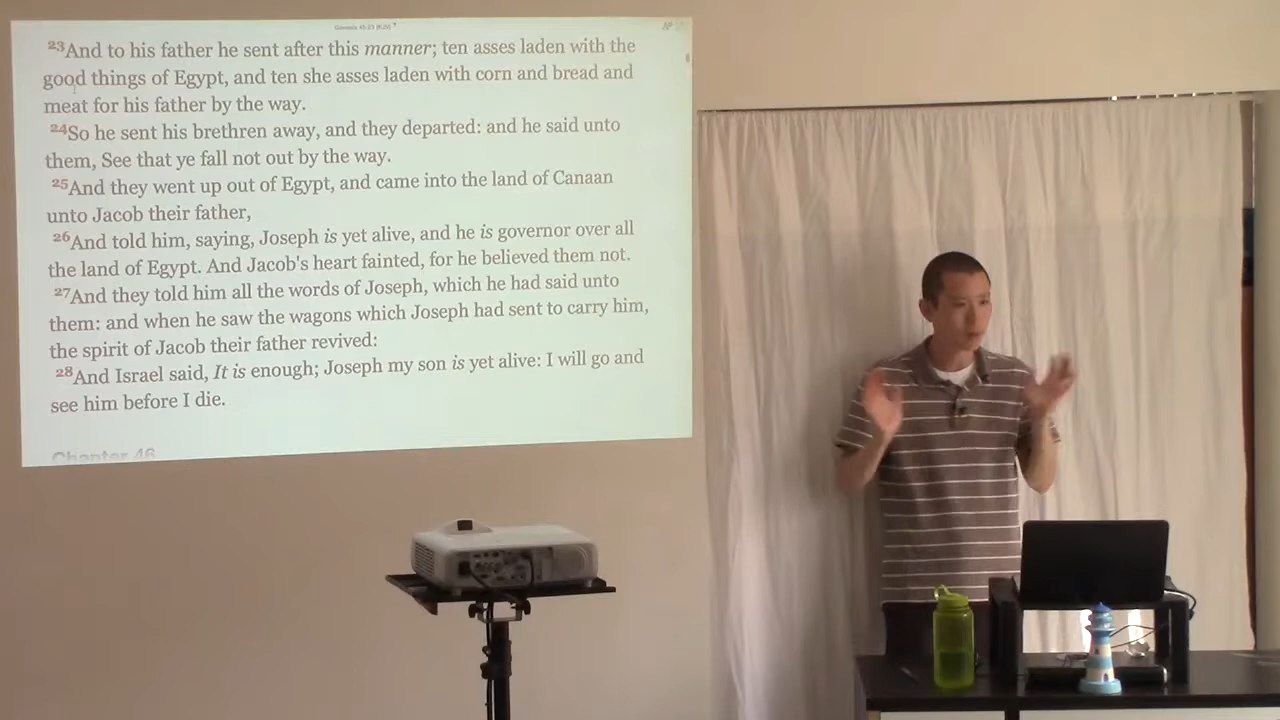 Genesis 45:23 (KJV)
23And to his father he sent after this manner; ten asses laden with the
good things of Egypt, and ten she asses laden with corn and bread and
meat for his father by the way.
24So he sent his brethren away, and they departed: and he said unto
them, See that ye fall not out by the way.
25And they went up out of Egypt, and came into the land of Canaan
unto Jacob their father,
26And told him, saying, Joseph is yet alive, and he is governor over all
the land of Egypt. And Jacob's heart fainted, for he believed them not.
27And they told him all the words of Joseph, which he had said unto
them: and when he saw the wagons which Joseph had sent to carry him,
the spirit of Jacob their father revived:
28And Israel said, It is enough; Joseph my son is yet alive: I will go and
see him before I die.
Chapter 46